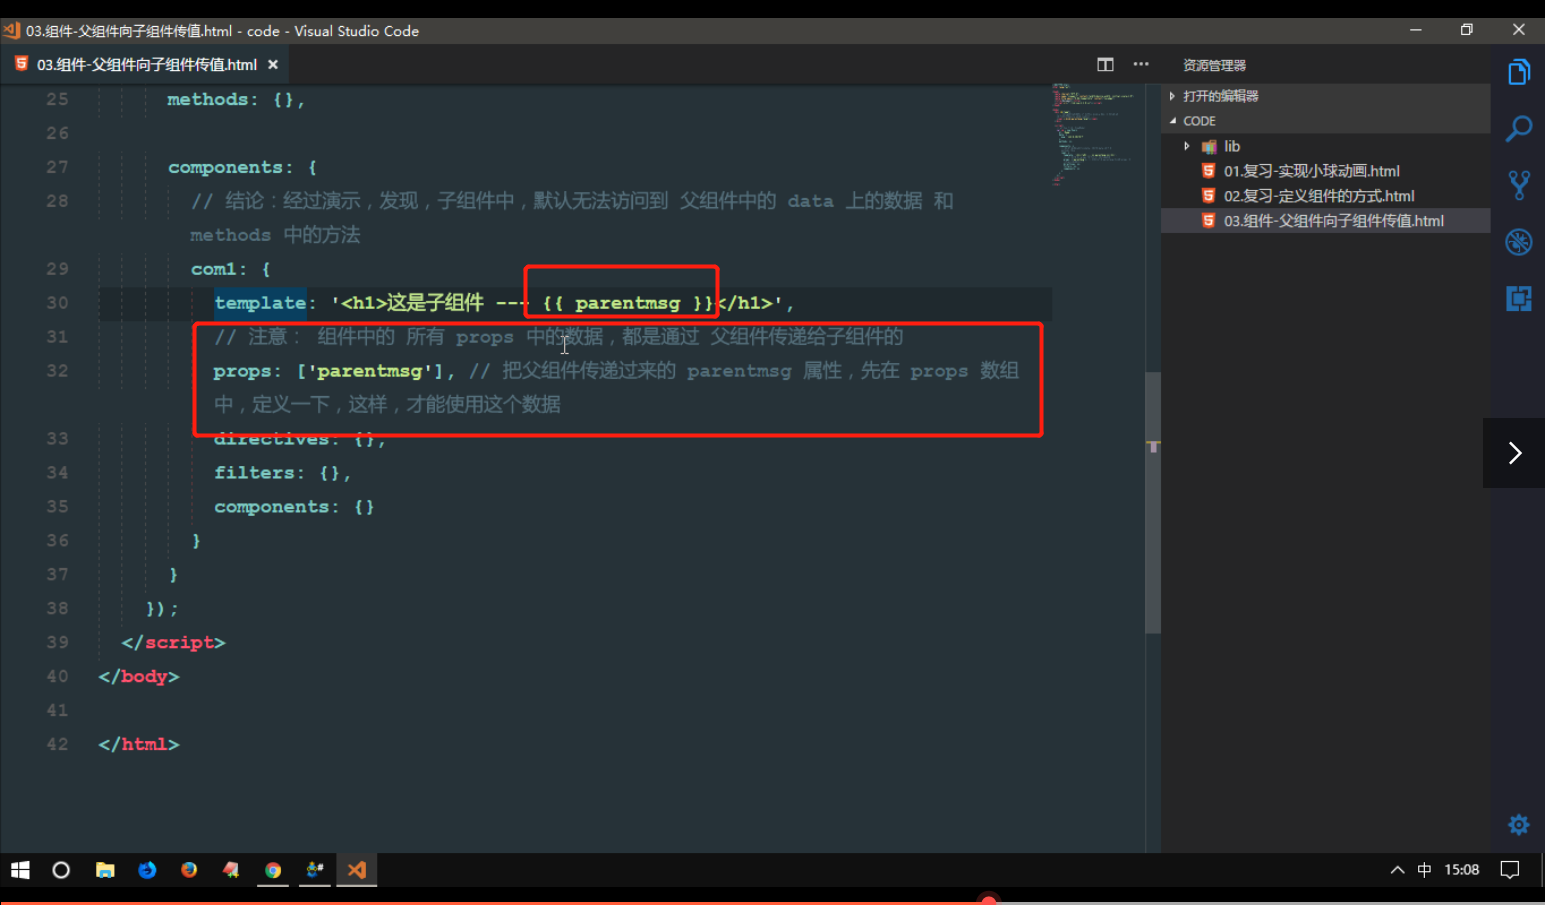 03.组件-父组件向子组件传值.html - code - Visual Studio Code
03.组件-父组件向子组件传值.html ×
25 methods: {},
26
27 components: {
28 // 结论：经过演示，发现，子组件中，默认无法访问到 父组件中的 data 上的数据 和
methods 中的方法
29 com1: {
30 template: '<h1>这是子组件 --- {{ parentmsg }}</h1>',
31 // 注意： 组件中的 所有 props 中的数据，都是通过 父组件传递给子组件的
32 props: ['parentmsg'], // 把父组件传递过来的 parentmsg 属性，先在 props 数组
中，定义一下，这样，才能使用这个数据
33 directives: {},
34 filters: {},
35 components: {}
36 }
37 }
38 });
39 </script>
40 </body>
41
42 </html>
资源管理器
打开的编辑器
CODE
lib
01.复习-实现小球动画.html
02.复习-定义组件的方式.html
03.组件-父组件向子组件传值.html
中 15:08